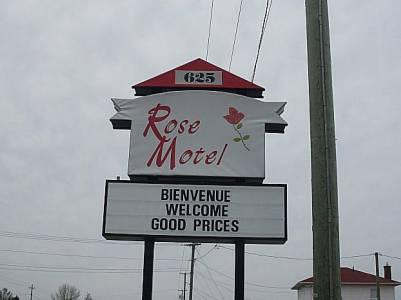 625
Rose
Motel
BIENVENUE
WELCOME
GOOD PRICES